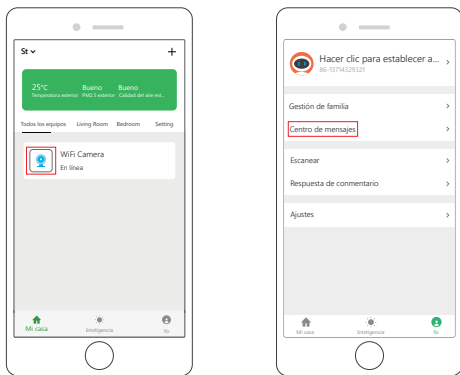 St
25°C Bueno Bueno
Temperatura exterior PM2.5 exterior Calidad del aire ext...
Todos los equipos Living Room Bedroom Setting
WiFi Camera
En línea
Mi casa Inteligencia Yo
Hacer clic para establecer a...
86-13714329321
Gestión de familia
Centro de mensajes
Escanear
Respuesta de conmentario
Ajustes
Mi casa Inteligencia Yo